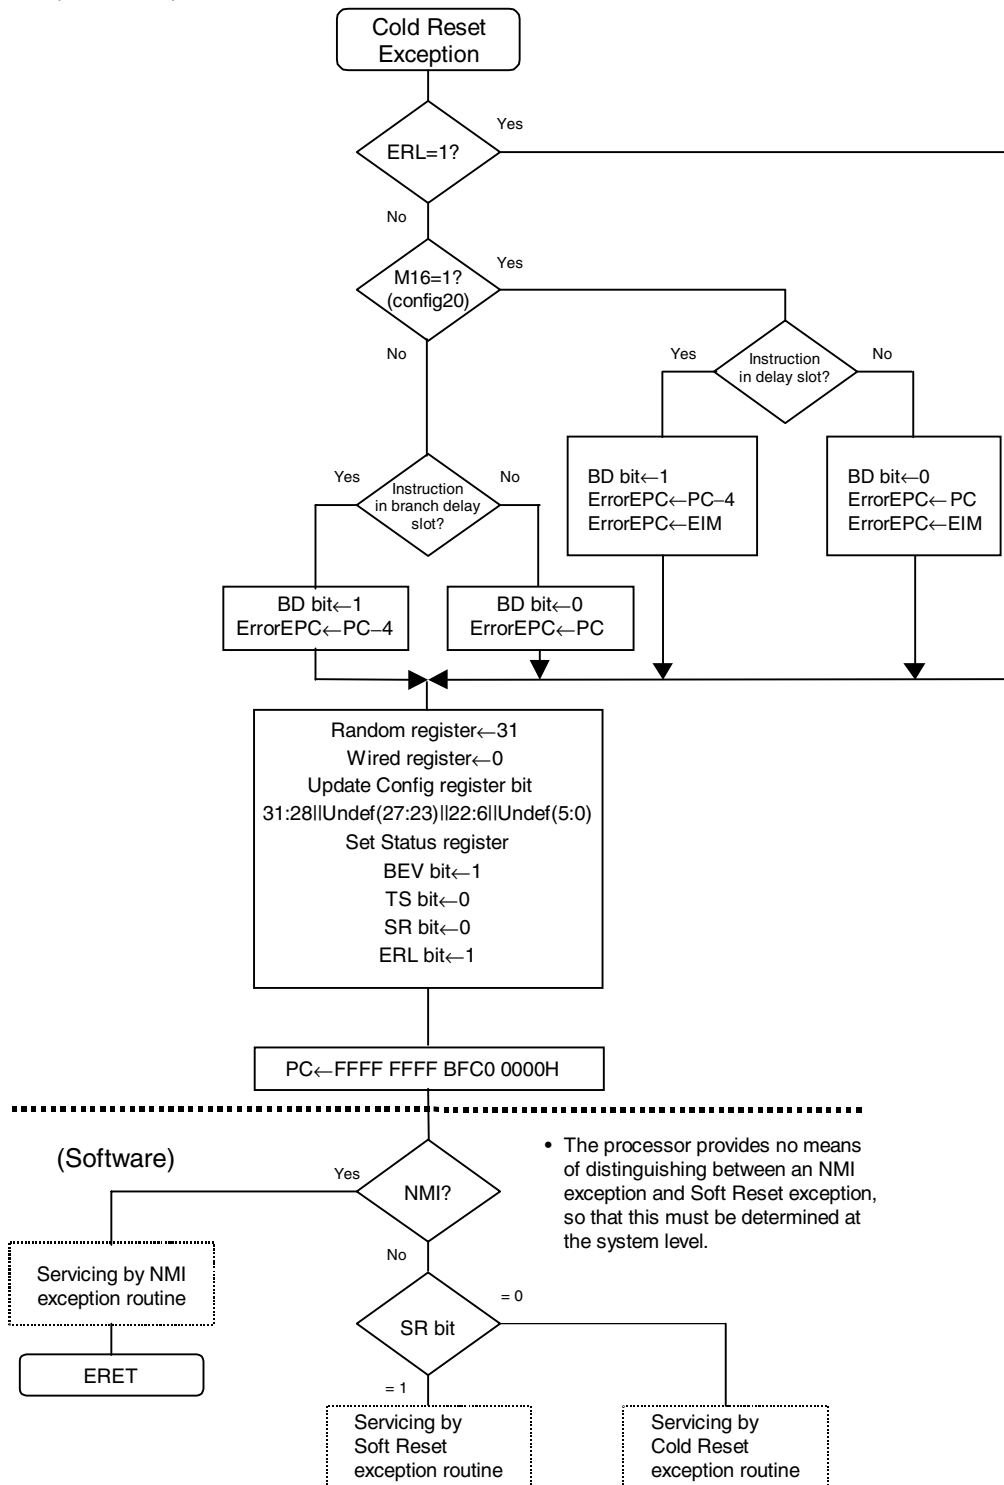 Cold Reset
Exception
Yes
ERL=1?
No
M16=1?
(config20)
Yes
No
Yes
Instruction
in delay slot?
No
BD bit←1
ErrorEPC←PC–4
ErrorEPC←EIM
BD bit←0
ErrorEPC←PC
ErrorEPC←EIM
Yes
Instruction
in branch delay
slot?
No
BD bit←1
ErrorEPC←PC–4
BD bit←0
ErrorEPC←PC
Random register←31
Wired register←0
Update Config register bit
31:28||Undef(27:23)||22:6||Undef(5:0)
Set Status register
BEV bit←1
TS bit←0
SR bit←0
ERL bit←1
PC←FFFF FFFF BFC0 0000H
(Software)
Yes
NMI?
No
• The processor provides no means
of distinguishing between an NMI
exception and Soft Reset exception,
so that this must be determined at
the system level.
Servicing by NMI
exception routine
ERET
SR bit
= 0
= 1
Servicing by
Soft Reset
exception routine
Servicing by
Cold Reset
exception routine